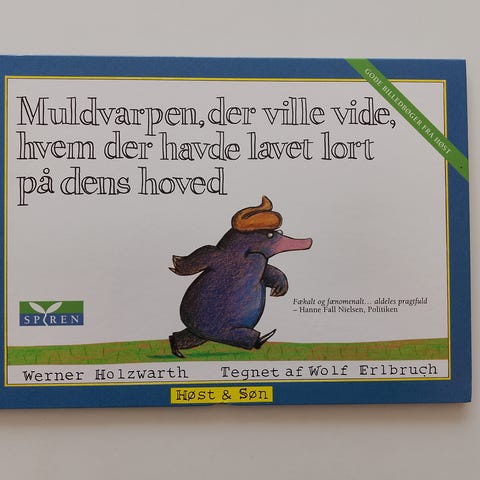 GODE BILLEDBØGER FRA HØST
Muldvarpen, der ville vide,
hvem der havde lavet lort
på dens hoved
Fækalt og fænomenalt... aldeles pragtfuld
– Hanne Fall Nielsen, Politiken
SPIREN
Werner Holzwarth Tegnet af Wolf Erlbruch
Høst & Søn